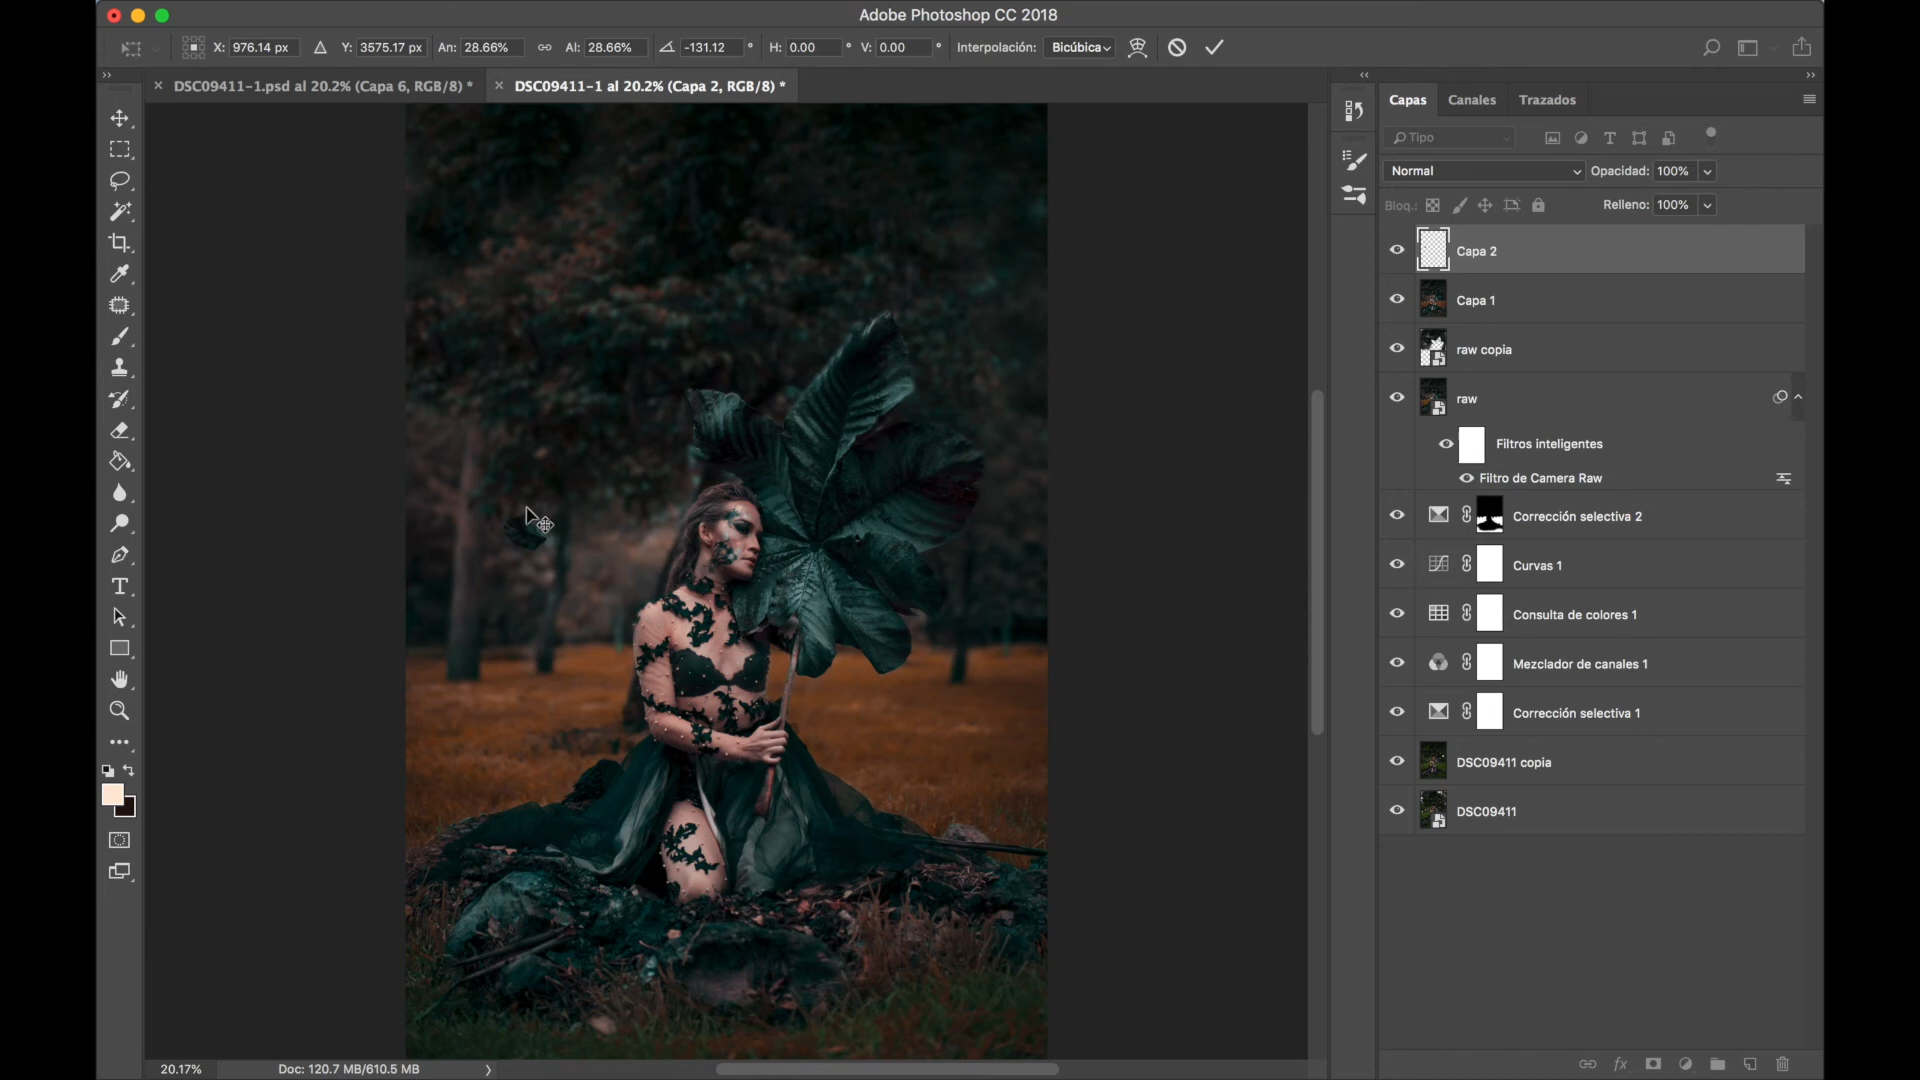 Adobe Photoshop CC 2018
X: 976.14 px Y: 3575.17 px An: 28.66% Al: 28.66% -131.12 ° H: 0.00 ° V: 0.00 ° Interpolación: Bicúbica
DSC09411-1.psd al 20.2% (Capa 6, RGB/8) *
DSC09411-1 al 20.2% (Capa 2, RGB/8) *
Capas Canales Trazados
Tipo
Normal Opacidad: 100%
Bloq.: Relleno: 100%
Capa 2
Capa 1
raw copia
raw
Filtros inteligentes
Filtro de Camera Raw
Corrección selectiva 2
Curvas 1
Consulta de colores 1
Mezclador de canales 1
Corrección selectiva 1
DSC09411 copia
DSC09411
20.17% Doc: 120.7 MB/610.5 MB